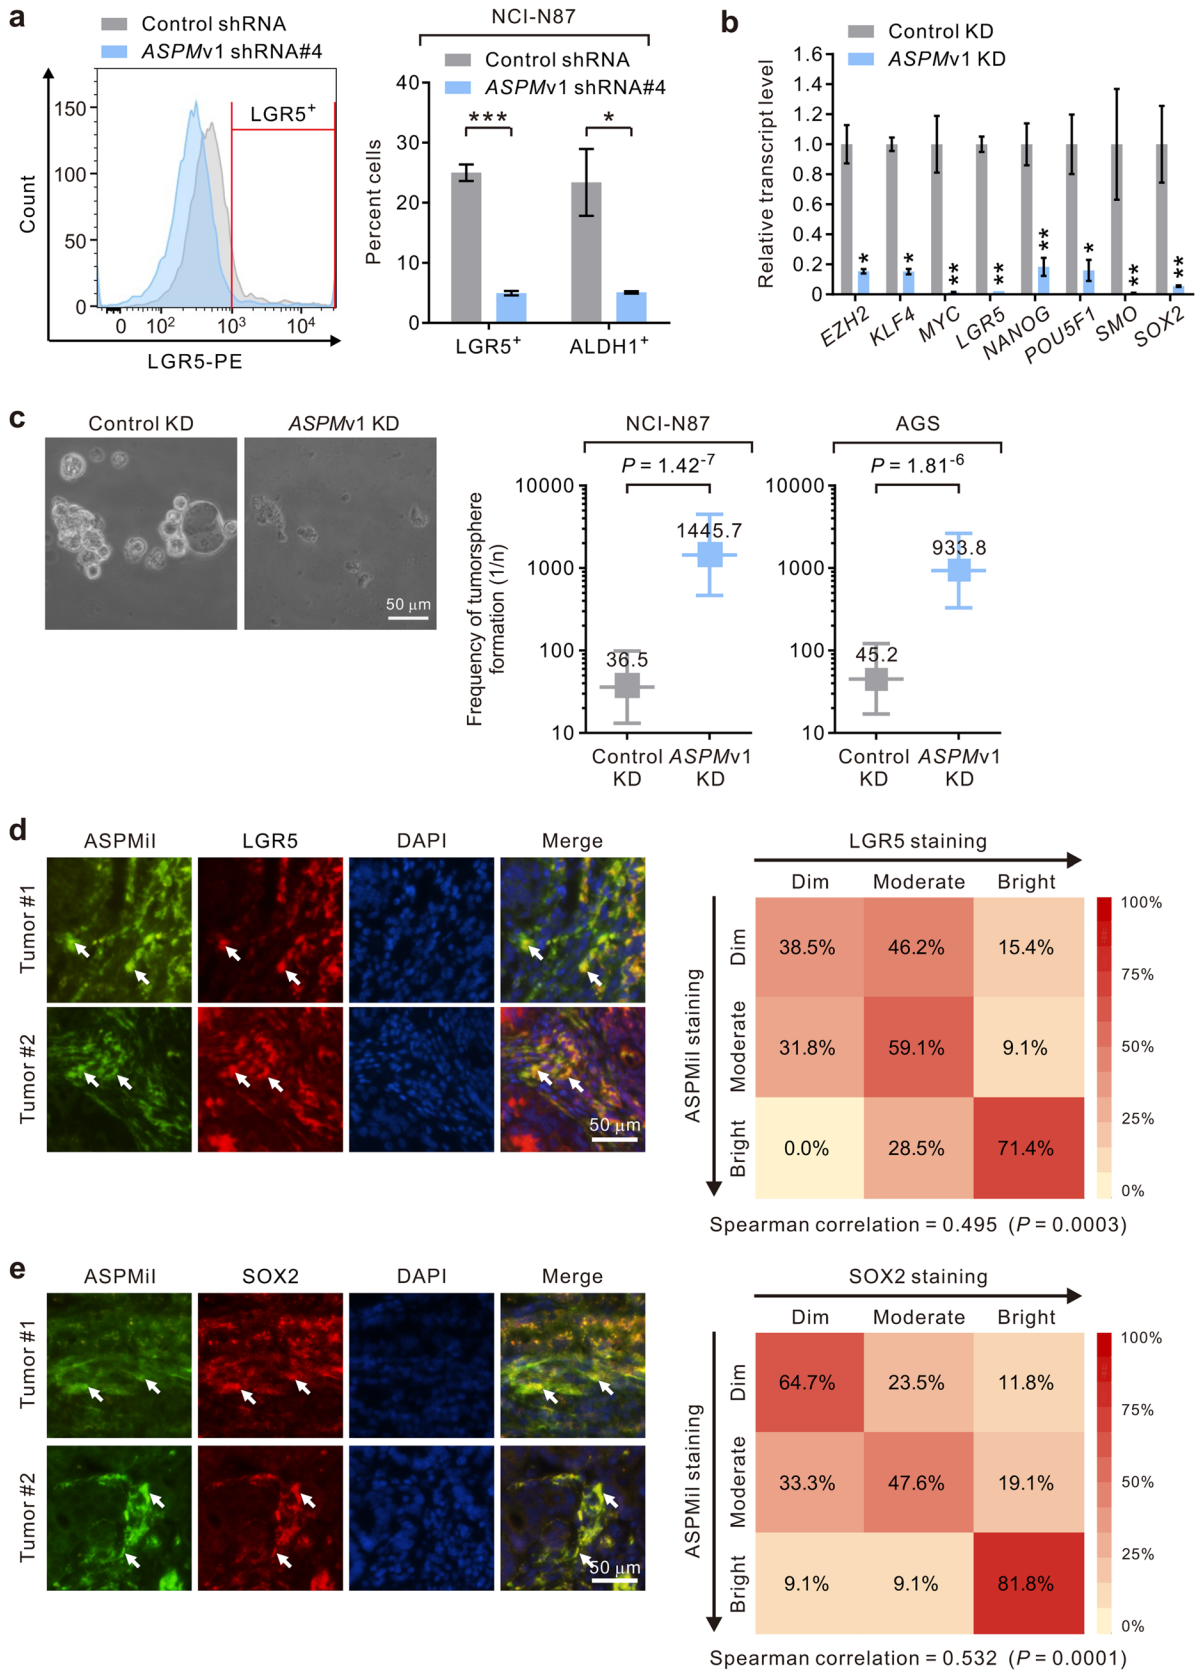 a
Control shRNA
ASPMv1 shRNA#4
LGR5+
Count
150
100
50
0
0 10² 10³ 10⁴
LGR5-PE
NCI-N87
Control shRNA
ASPMv1 shRNA#4
Percent cells
40
30
20
10
0
*** *
LGR5+ ALDH1+
b
Control KD
ASPMv1 KD
Relative transcript level
1.6
1.4
1.2
1.0
0.8
0.6
0.4
0.2
0
* * ** ** ** * ** **
EZH2 KLF4 MYC LGR5 NANOG POU5F1 SMO SOX2
c
Control KD ASPMv1 KD
50 μm
Frequency of tumorsphere
formation (1/n)
NCI-N87
P = 1.42⁻⁷
10000
1000
100
10
36.5
1445.7
Control ASPMv1
KD KD
AGS
P = 1.81⁻⁶
10000
1000
100
10
45.2
933.8
Control ASPMv1
KD KD
d
ASPMiI LGR5 DAPI Merge
Tumor #1
Tumor #2
50 μm
LGR5 staining
Dim Moderate Bright
ASPMiI staining
Dim 38.5% 46.2% 15.4%
Moderate 31.8% 59.1% 9.1%
Bright 0.0% 28.5% 71.4%
100%
75%
50%
25%
0%
Spearman correlation = 0.495 (P = 0.0003)
e
ASPMiI SOX2 DAPI Merge
Tumor #1
Tumor #2
50 μm
SOX2 staining
Dim Moderate Bright
ASPMiI staining
Dim 64.7% 23.5% 11.8%
Moderate 33.3% 47.6% 19.1%
Bright 9.1% 9.1% 81.8%
100%
75%
50%
25%
0%
Spearman correlation = 0.532 (P = 0.0001)